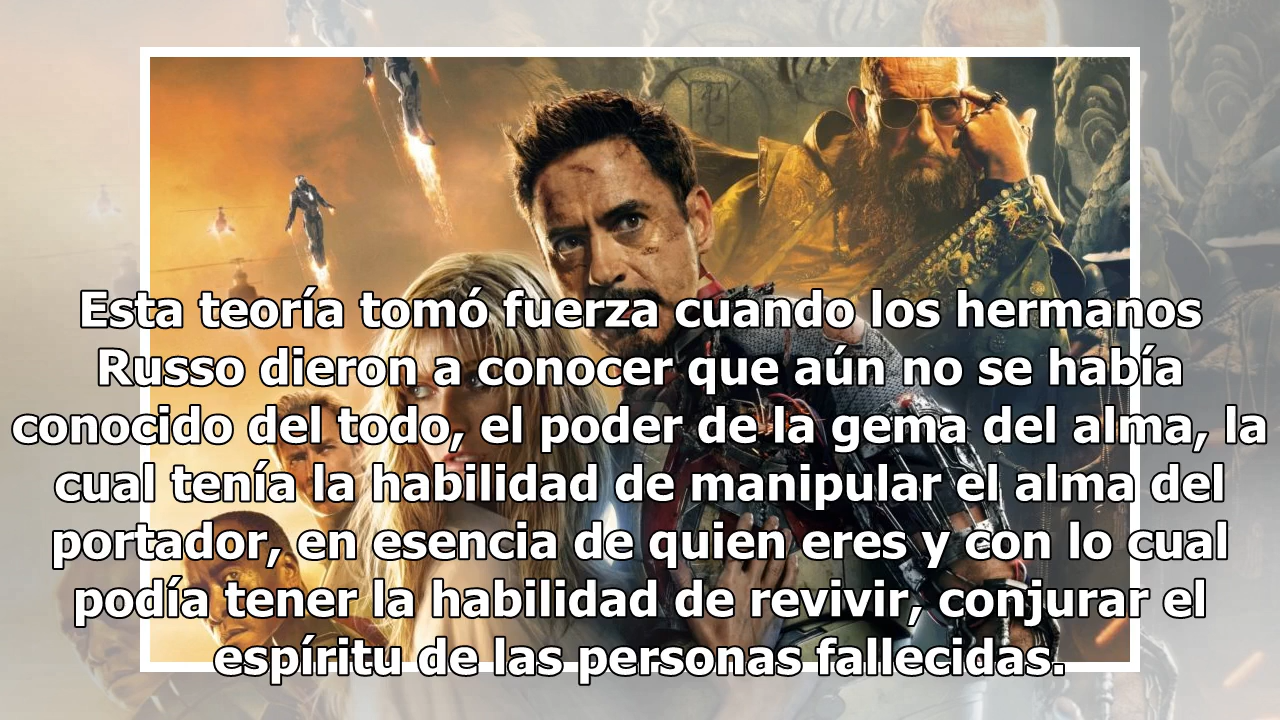 Esta teoría tomó fuerza cuando los hermanos
Russo dieron a conocer que aún no se había
conocido del todo, el poder de la gema del alma, la
cual tenía la habilidad de manipular el alma del
portador, en esencia de quien eres y con lo cual
podía tener la habilidad de revivir, conjurar el
espíritu de las personas fallecidas.